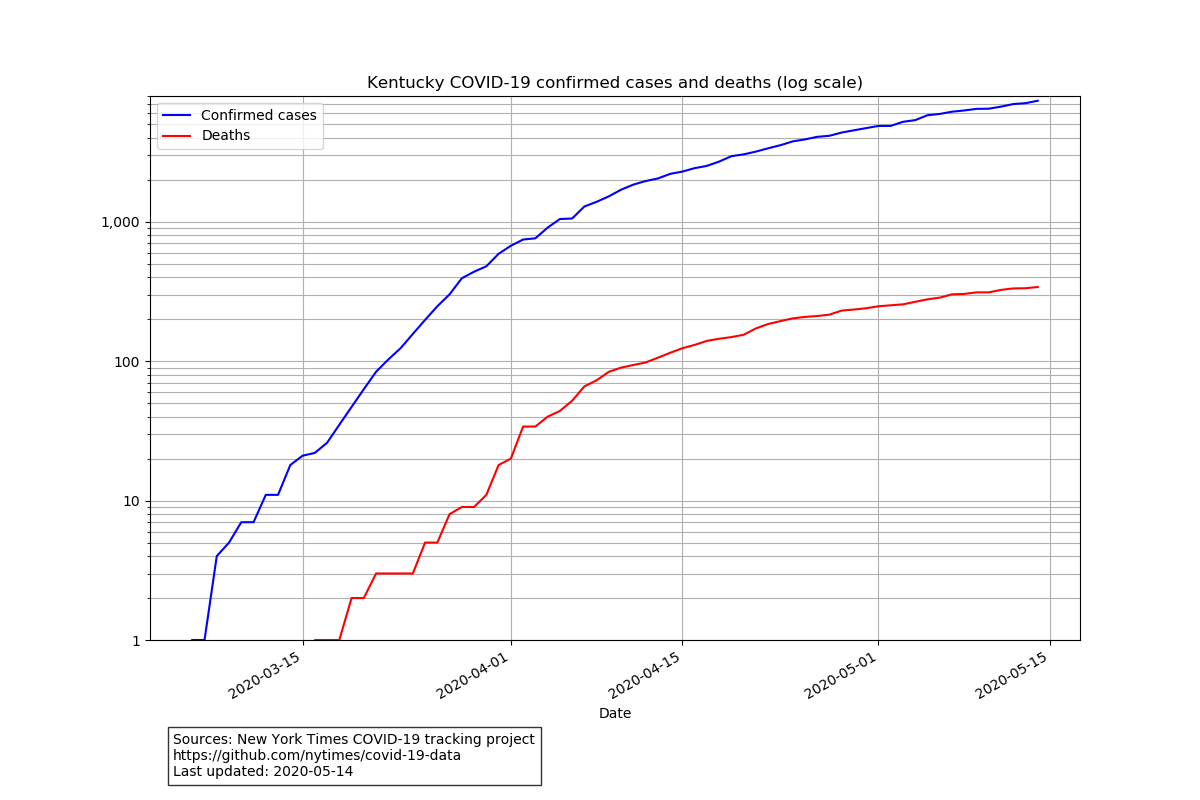 Kentucky COVID-19 confirmed cases and deaths (log scale)
Confirmed cases
Deaths
1,000
100
10
1
2020-03-15
2020-04-01
2020-04-15
2020-05-01
2020-05-15
Date
Sources: New York Times COVID-19 tracking project
https://github.com/nytimes/covid-19-data
Last updated: 2020-05-14